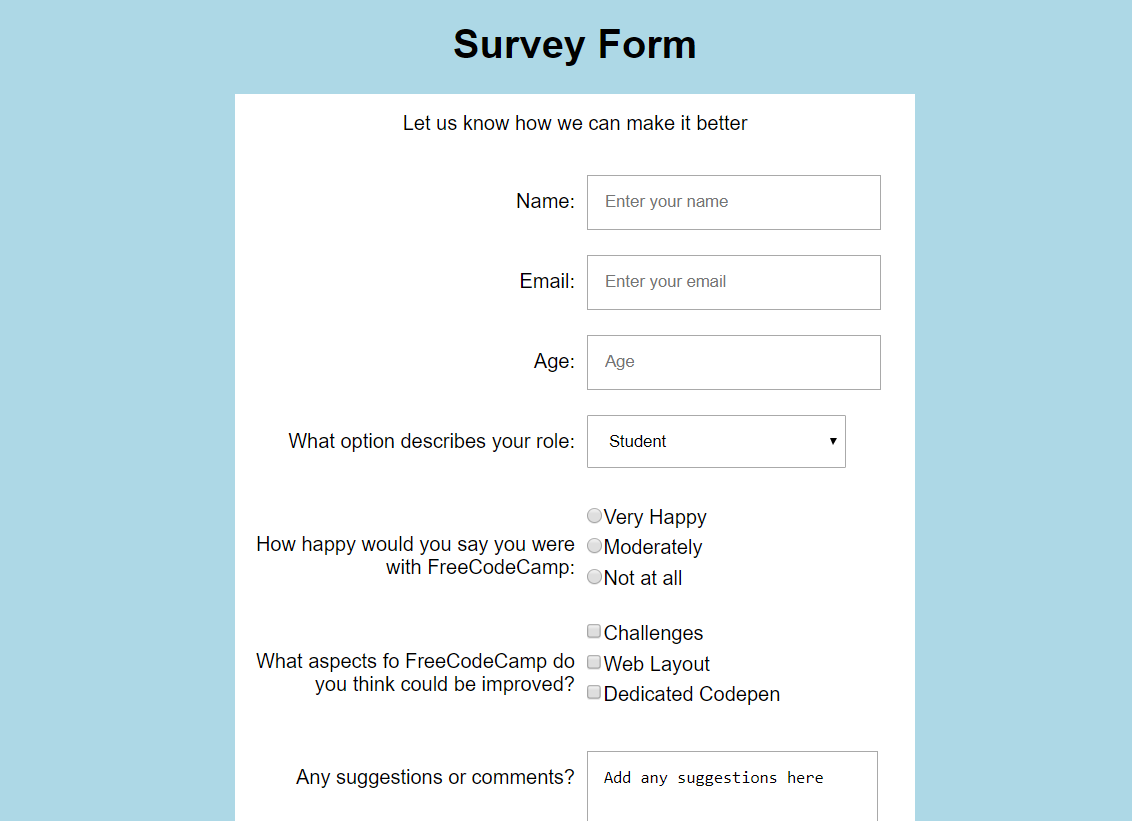 Survey Form
Let us know how we can make it better
Name:
Enter your name
Email:
Enter your email
Age:
Age
What option describes your role:
Student
How happy would you say you were
with FreeCodeCamp:
Very Happy
Moderately
Not at all
What aspects fo FreeCodeCamp do
you think could be improved?
Challenges
Web Layout
Dedicated Codepen
Any suggestions or comments?
Add any suggestions here